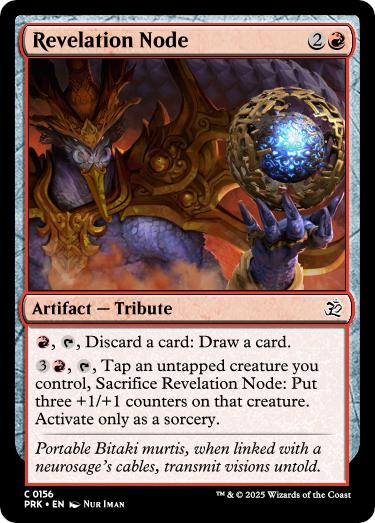 Revelation Node 2
Artifact — Tribute
, , Discard a card: Draw a card.
3 , , Tap an untapped creature you
control, Sacrifice Revelation Node: Put
three +1/+1 counters on that creature.
Activate only as a sorcery.
Portable Bitaki murtis, when linked with a
neurosage's cables, transmit visions untold.
C 0156
PRK • EN Nur Iman
™ & © 2025 Wizards of the Coast